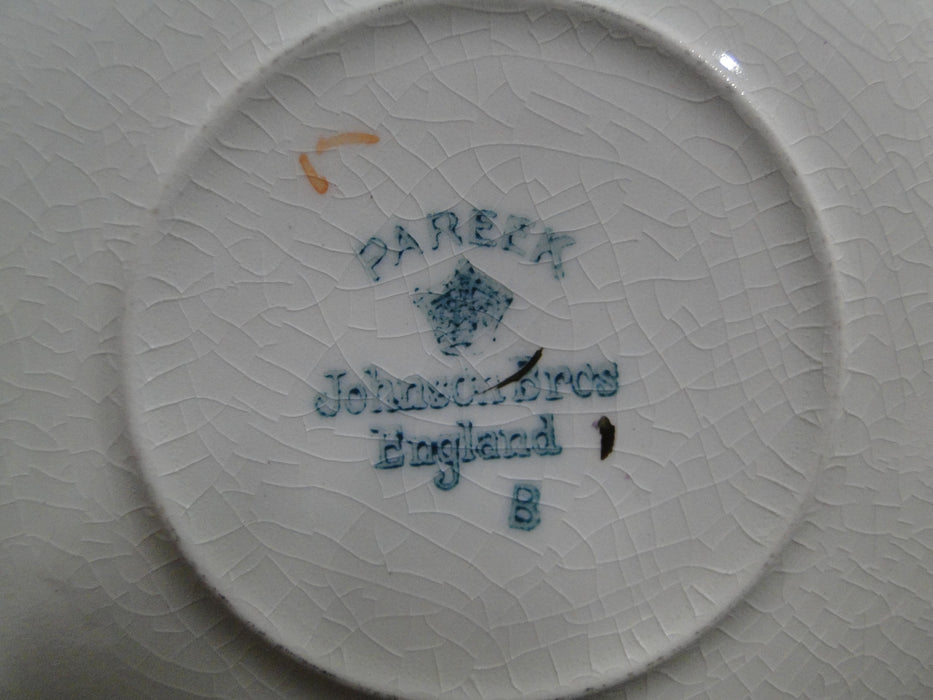 PAREEK
Johnson Bros
England
B